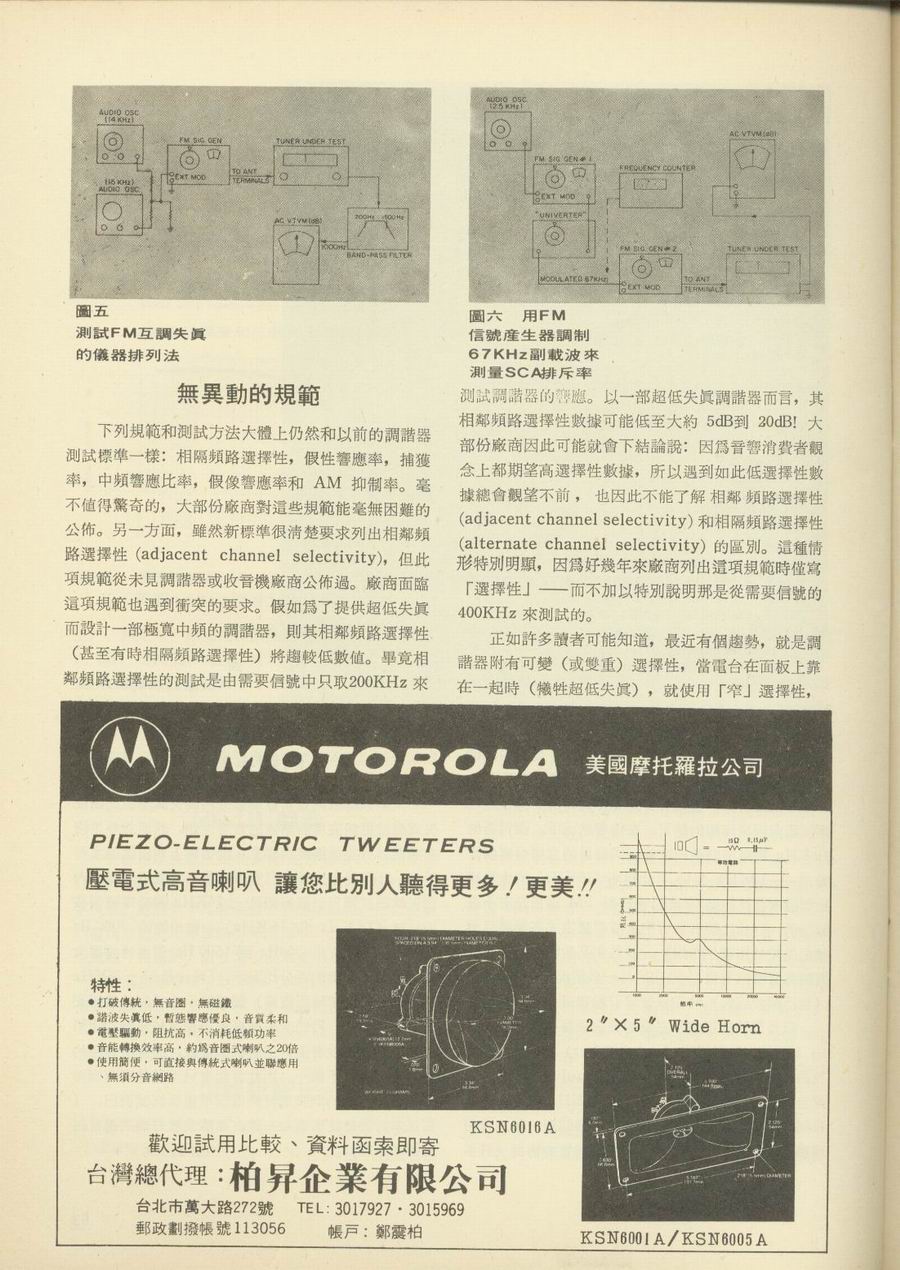 AUDIO OSC
(14 KHz)
FM SIG. GEN
EXT MOD
TO ANT
TERMINALS
TUNER UNDER TEST
(15 KHz)
AUDIO OSC.
AC VTVM(dB)
200Hz
1500Hz
1000Hz
BAND-PASS FILTER
圖五
測試FM互調失眞
的儀器排列法
AUDIO OSC.
(2.5 KHz)
FM SIG. GEN # 1
EXT MOD
FREQUENCY COUNTER
AC VTVM(dB)
"UNIVERTER"
MODULATED 67KHz
FM SIG. GEN # 2
EXT MOD
TO ANT
TERMINALS
TUNER UNDER TEST
圖六 用FM
信號產生器調制
67KHz副載波來
測量SCA排斥率
無異動的規範
下列規範和測試方法大體上仍然和以前的調諧器
測試標準一樣：相隔頻路選擇性，假性響應率，捕獲
率，中頻響應比率，假像響應率和 AM 抑制率。毫
不值得驚奇的，大部份廠商對這些規範能毫無困難的
公佈。另一方面，雖然新標準很清楚要求列出相鄰頻
路選擇性 (adjacent channel selectivity)，但此
項規範從未見調諧器或收音機廠商公佈過。廠商面臨
這項規範也遇到衝突的要求。假如爲了提供超低失眞
而設計一部極寬中頻的調諧器，則其相鄰頻路選擇性
（甚至有時相隔頻路選擇性）將趨較低數值。畢竟相
鄰頻路選擇性的測試是由需要信號中只取200KHz 來
測試調諧器的響應。以一部超低失眞調諧器而言，其
相鄰頻路選擇性數據可能低至大約 5dB到 20dB! 大
部份廠商因此可能就會下結論說：因爲音響消費者觀
念上都期望高選擇性數據，所以遇到如此低選擇性數
據總會觀望不前，也因此不能了解相鄰頻路選擇性
(adjacent channel selectivity) 和相隔頻路選擇性
(alternate channel selectivity) 的區別。這種情
形特別明顯，因爲好幾年來廠商列出這項規範時僅寫
「選擇性」——而不加以特別說明那是從需要信號的
400KHz 來測試的。
正如許多讀者可能知道，最近有個趨勢，就是調
諧器附有可變（或雙重）選擇性，當電台在面板上靠
在一起時（犧牲超低失眞），就使用「窄」選擇性，
MOTOROLA 美國摩托羅拉公司
PIEZO-ELECTRIC TWEETERS
壓電式高音喇叭 讓您比別人聽得更多！更美!!
特性：
●打破傳統，無音圈，無磁鐵
●諧波失眞低，暫態響應優良，音質柔和
●電壓驅動，阻抗高，不消耗低頻功率
●音能轉換效率高，約爲音圈式喇叭之20倍
●使用簡便，可直接與傳統式喇叭並聯應用
、無須分音網路
KSN6016A
等效電路
2″×5″ Wide Horn
KSN6001A/KSN6005A
歡迎試用比較、資料函索即寄
台灣總代理：柏昇企業有限公司
台北市萬大路272號 TEL: 3017927・3015969
郵政劃撥帳號113056 帳戶：鄭震柏